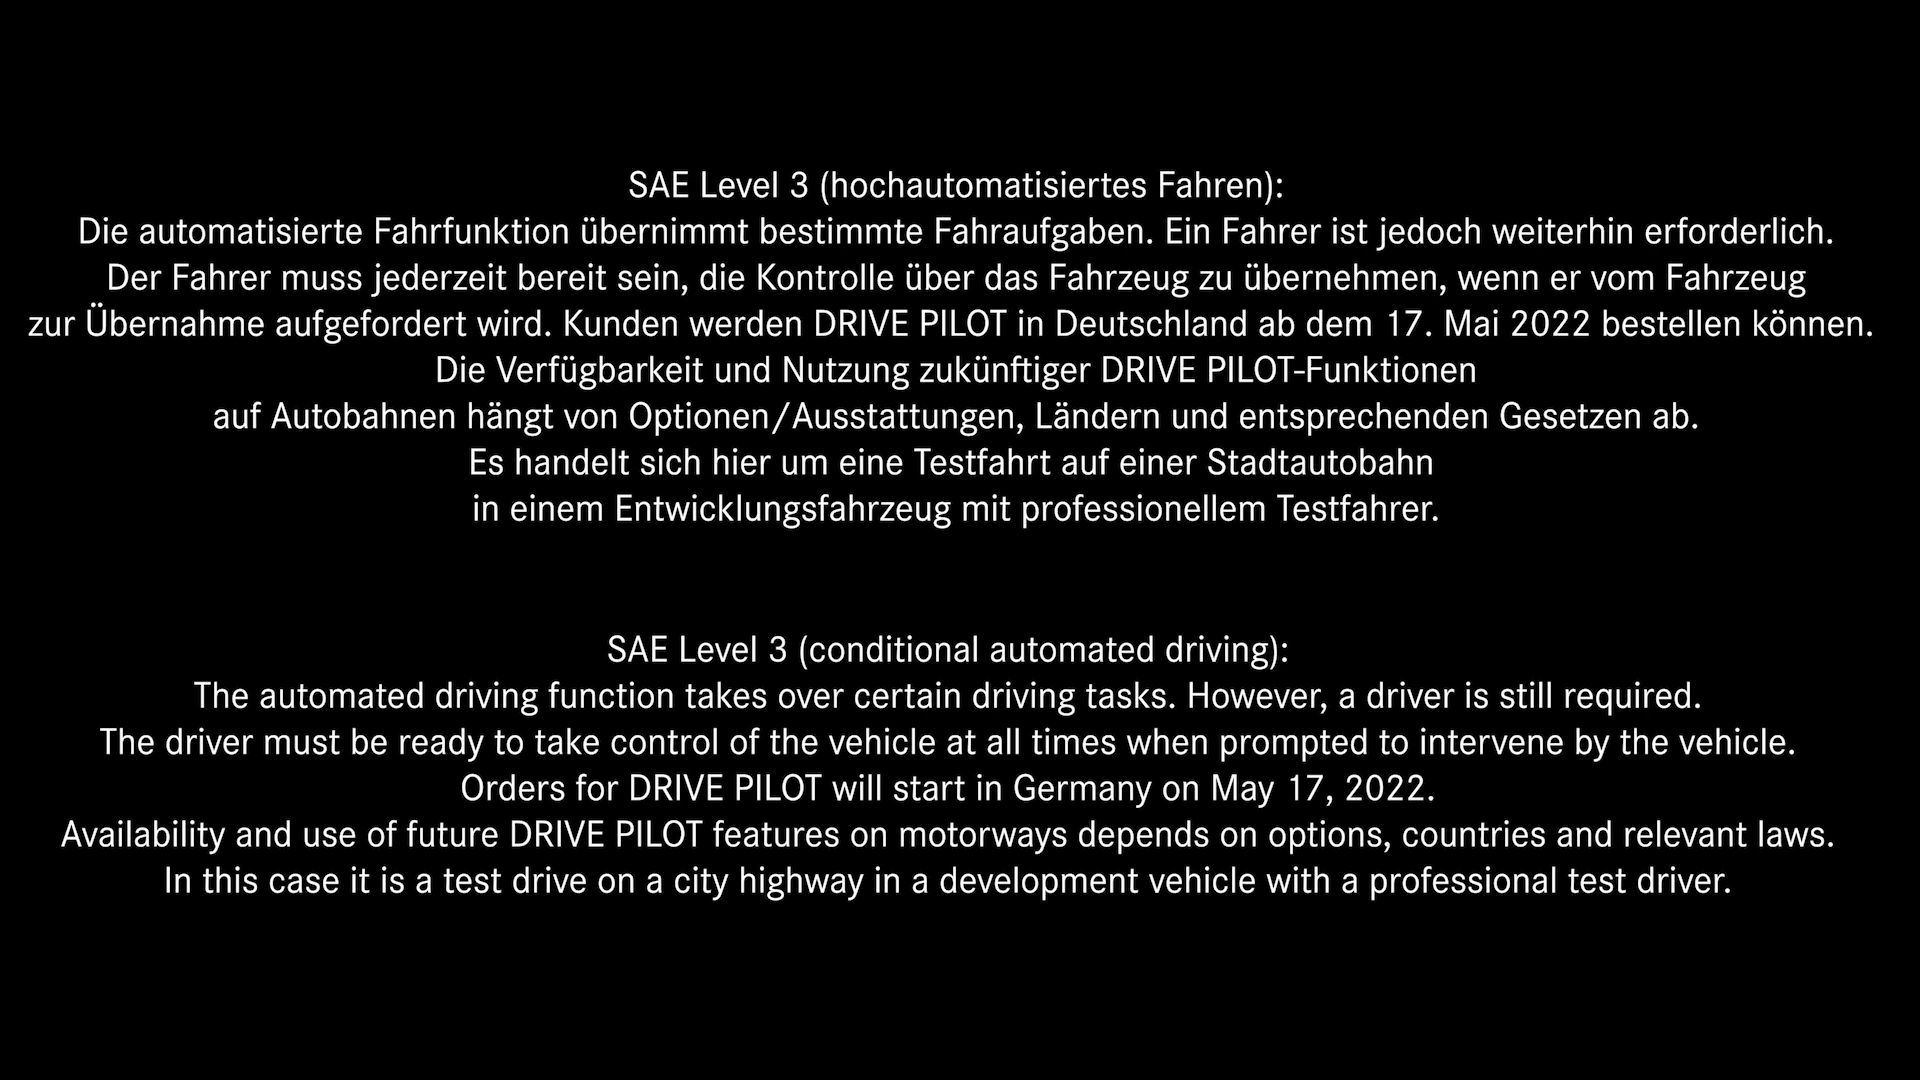 SAE Level 3 (hochautomatisiertes Fahren):
Die automatisierte Fahrfunktion übernimmt bestimmte Fahraufgaben. Ein Fahrer ist jedoch weiterhin erforderlich.
Der Fahrer muss jederzeit bereit sein, die Kontrolle über das Fahrzeug zu übernehmen, wenn er vom Fahrzeug
zur Übernahme aufgefordert wird. Kunden werden DRIVE PILOT in Deutschland ab dem 17. Mai 2022 bestellen können.
Die Verfügbarkeit und Nutzung zukünftiger DRIVE PILOT-Funktionen
auf Autobahnen hängt von Optionen/Ausstattungen, Ländern und entsprechenden Gesetzen ab.
Es handelt sich hier um eine Testfahrt auf einer Stadtautobahn
in einem Entwicklungsfahrzeug mit professionellem Testfahrer.
SAE Level 3 (conditional automated driving):
The automated driving function takes over certain driving tasks. However, a driver is still required.
The driver must be ready to take control of the vehicle at all times when prompted to intervene by the vehicle.
Orders for DRIVE PILOT will start in Germany on May 17, 2022.
Availability and use of future DRIVE PILOT features on motorways depends on options, countries and relevant laws.
In this case it is a test drive on a city highway in a development vehicle with a professional test driver.